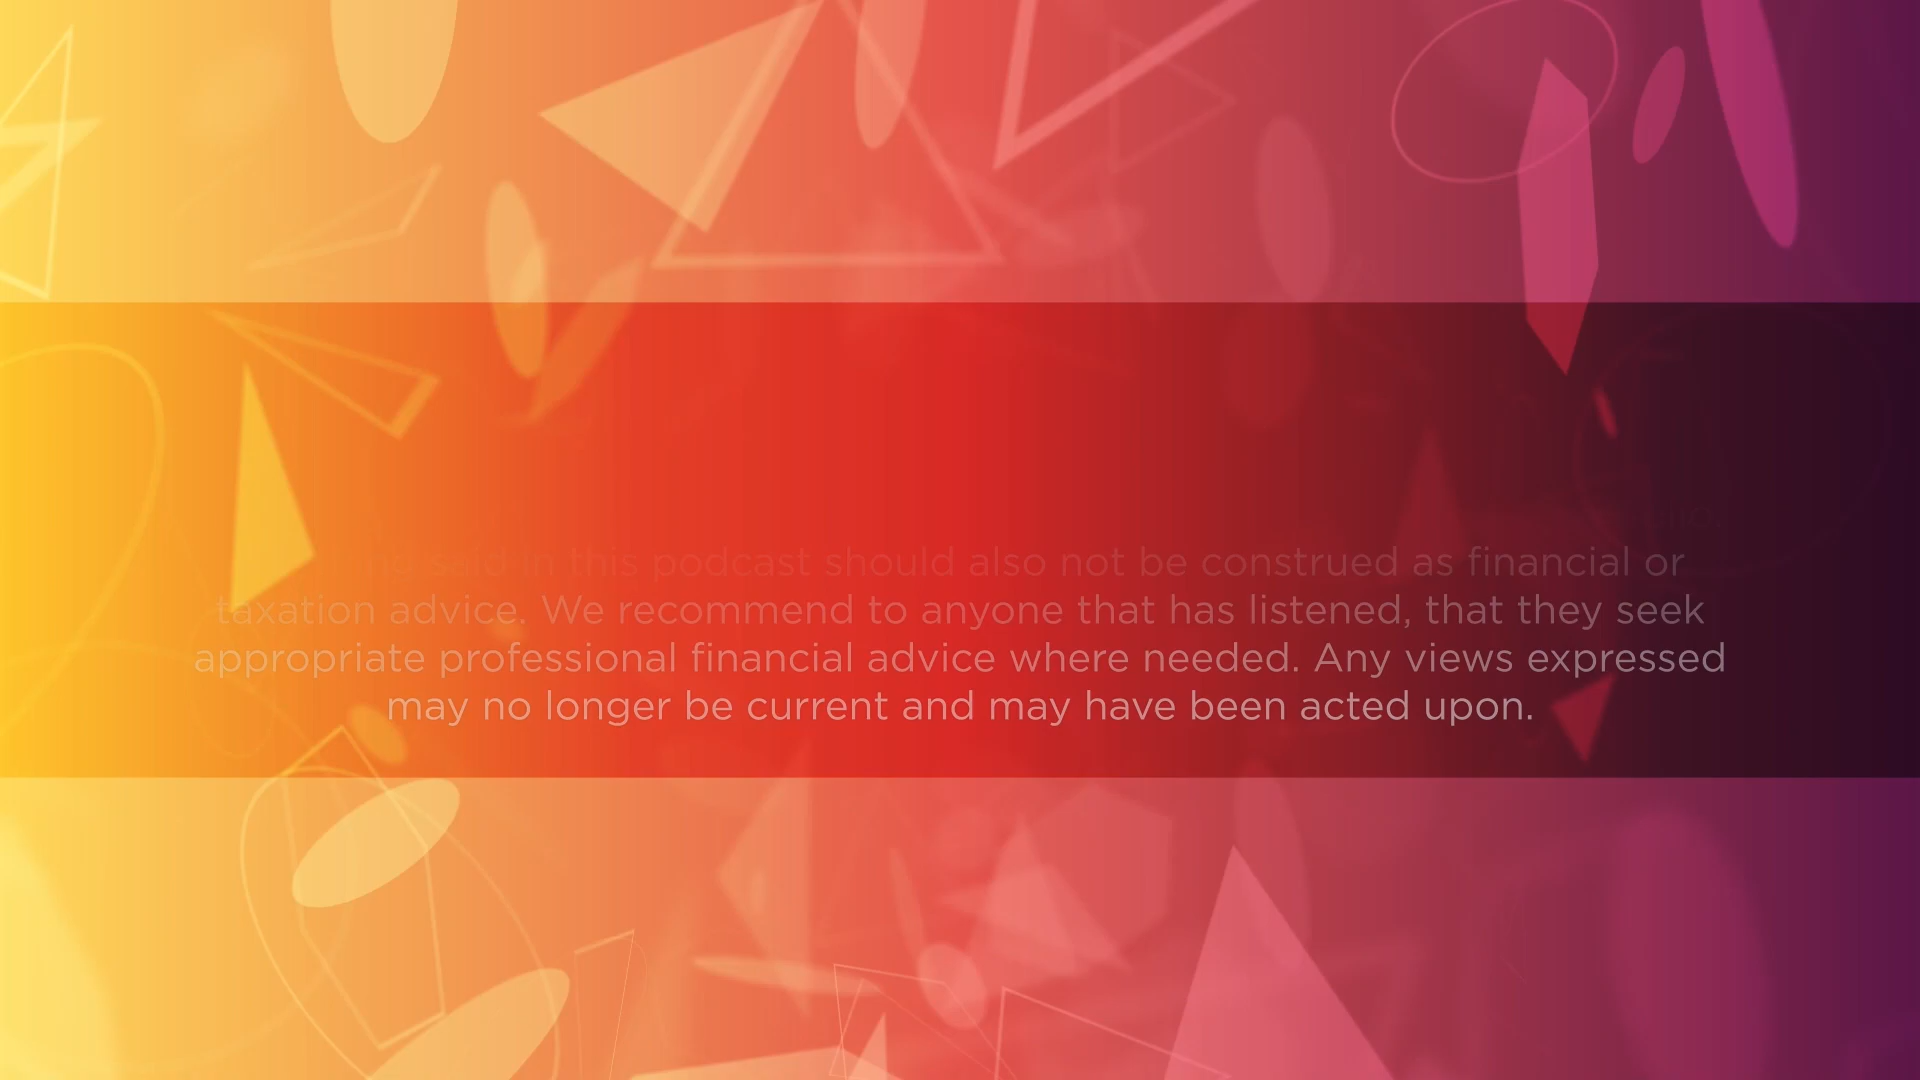 and said in this podcast should also not be construed as financial or
taxation advice. We recommend to anyone that has listened, that they seek
appropriate professional financial advice where needed. Any views expressed
may no longer be current and may have been acted upon.